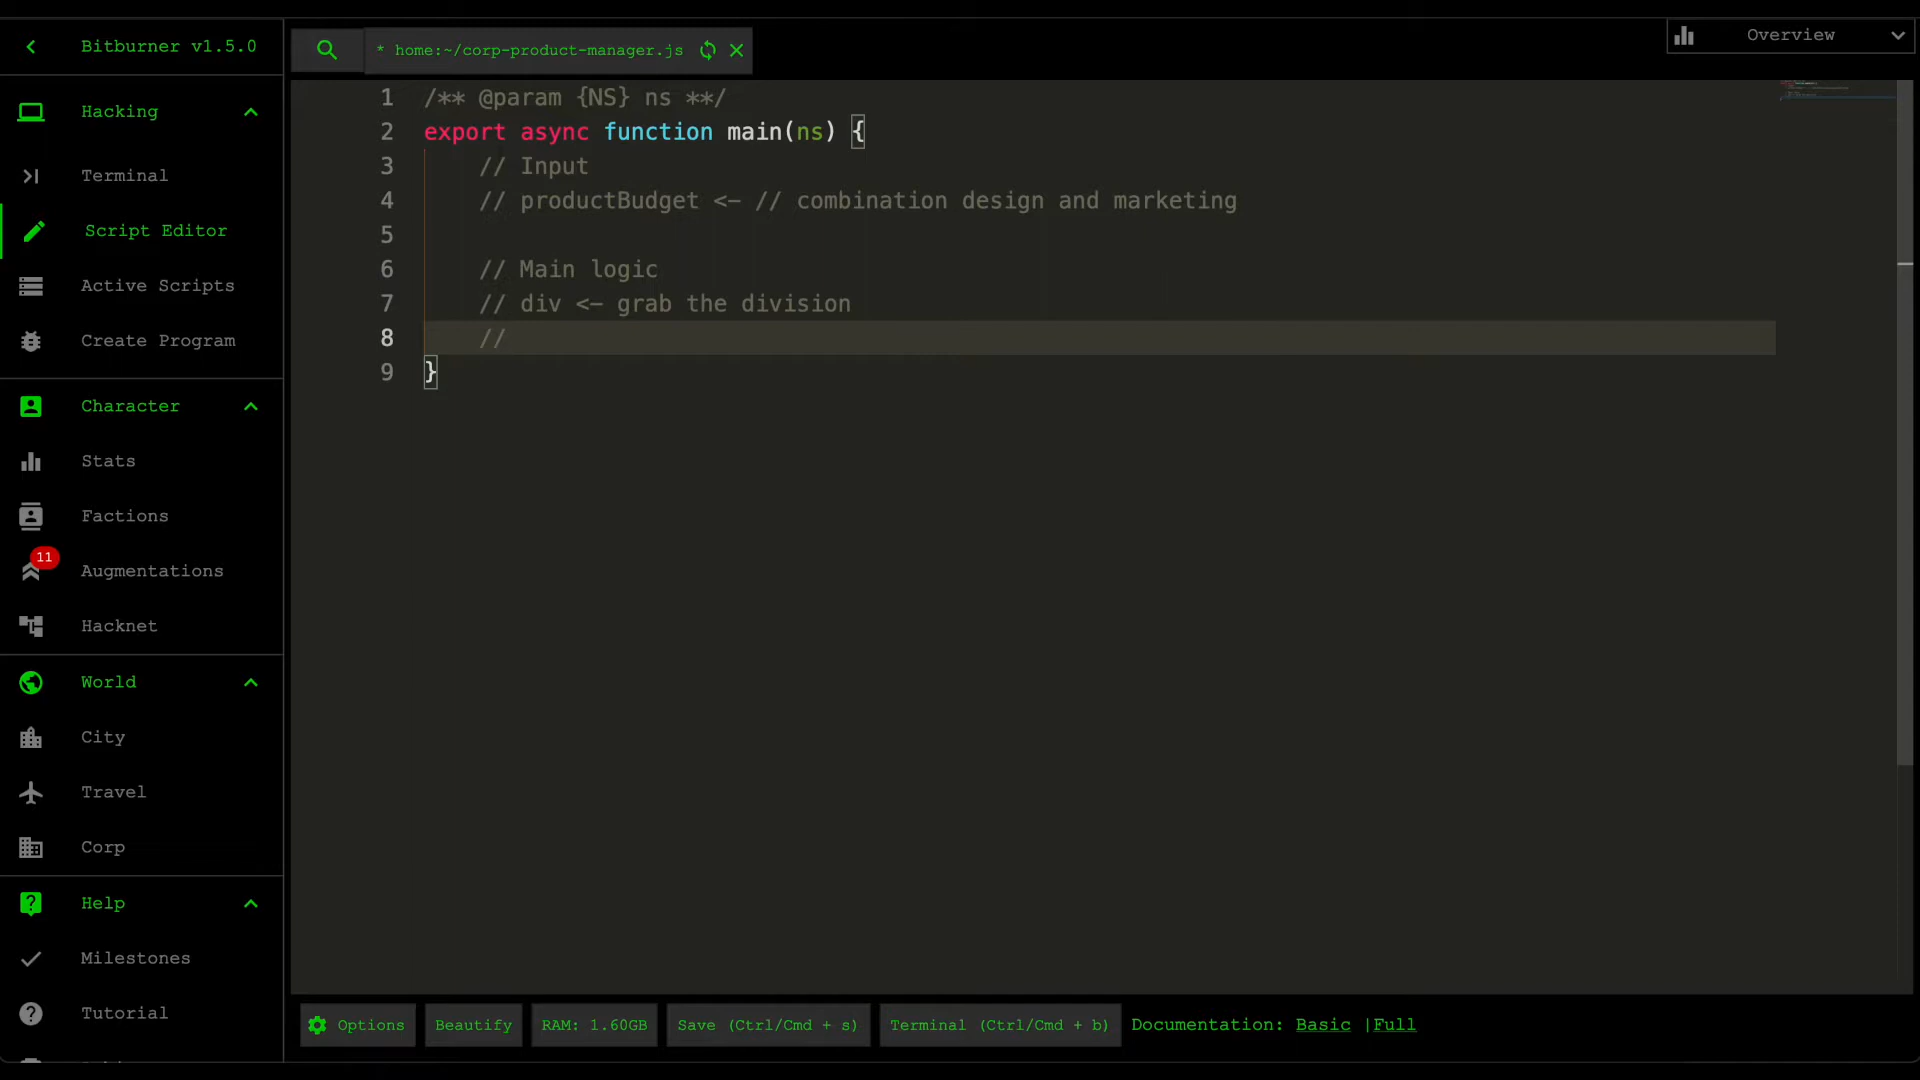 Bitburner v1.5.0
Hacking
Terminal
Script Editor
Active Scripts
Create Program
Character
Stats
Factions
11
Augmentations
Hacknet
World
City
Travel
Corp
Help
Milestones
Tutorial
* home:~/corp-product-manager.js
Overview
1 /** @param {NS} ns **/
2 export async function main(ns) {
3 // Input
4 // productBudget <- // combination design and marketing
5
6 // Main logic
7 // div <- grab the division
8 //
9 }
Options
Beautify
RAM: 1.60GB
Save (Ctrl/Cmd + s)
Terminal (Ctrl/Cmd + b)
Documentation: Basic |Full